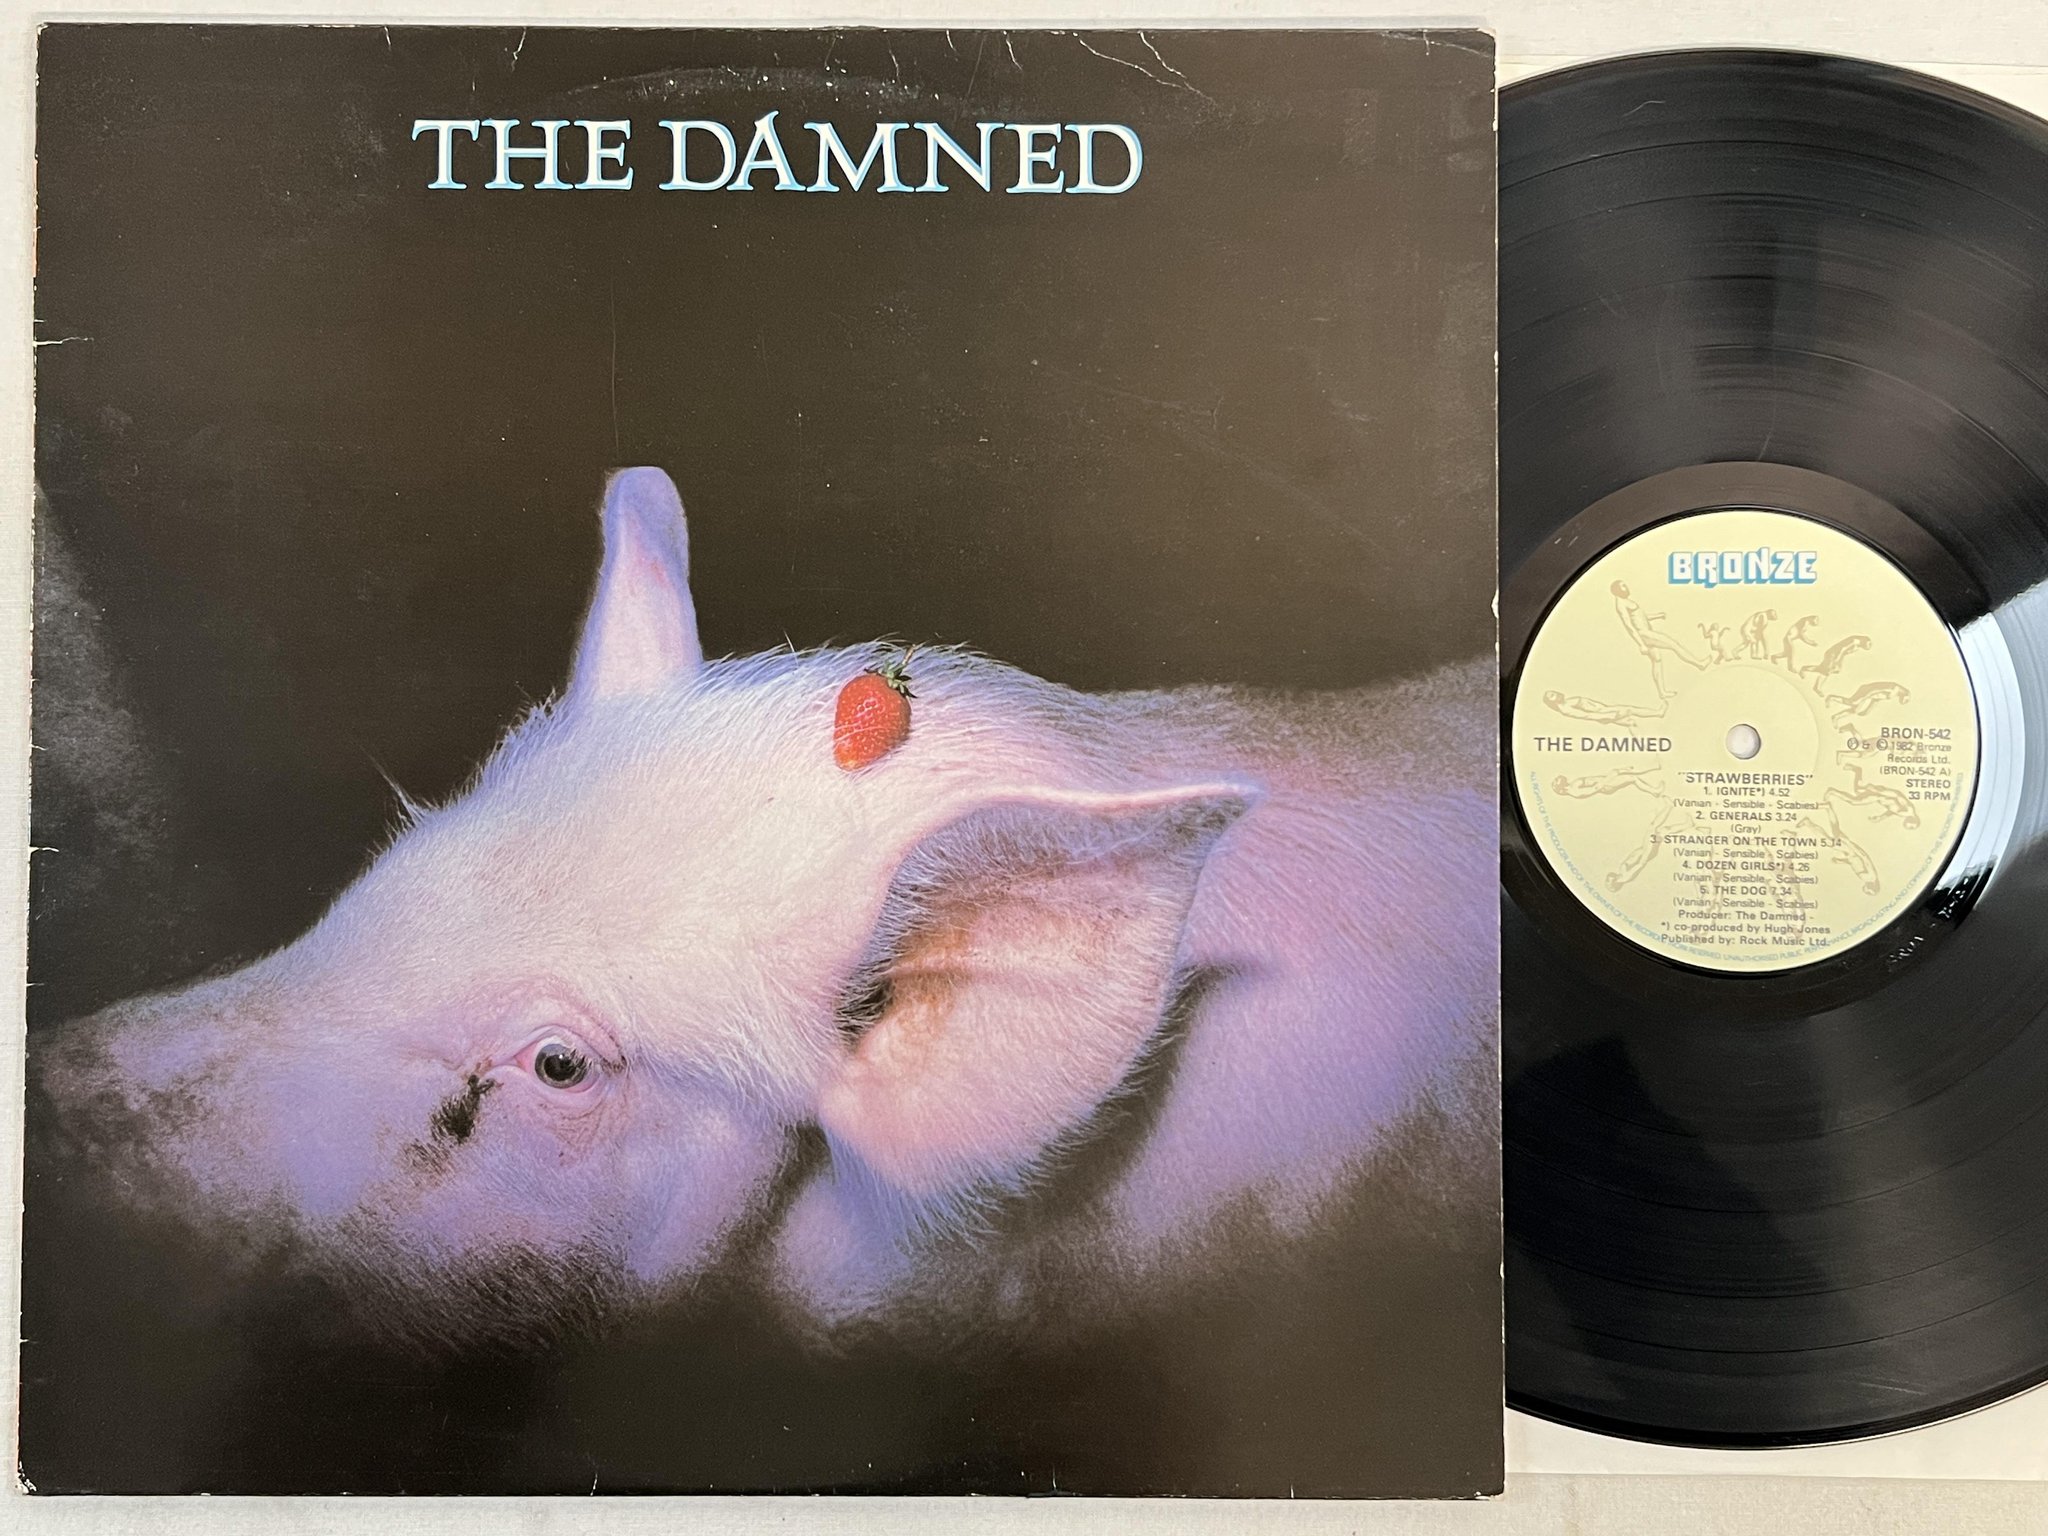 THE DAMNED
BRONZE
THE DAMNED
BRON-542
℗ & © 1982 Bronze
Records Ltd.
(BRON-542 A)
STEREO
33 RPM
"STRAWBERRIES"
1. IGNITE*) 4.52
(Vanian - Sensible - Scabies)
2. GENERALS 3.24
(Gray)
3. STRANGER ON THE TOWN 5.14
(Vanian - Sensible - Scabies)
4. DOZEN GIRLS*) 4.26
(Vanian - Sensible - Scabies)
5. THE DOG 7.34
(Vanian - Sensible - Scabies)
Producer: The Damned -
*) co-produced by Hugh Jones
Published by: Rock Music Ltd.